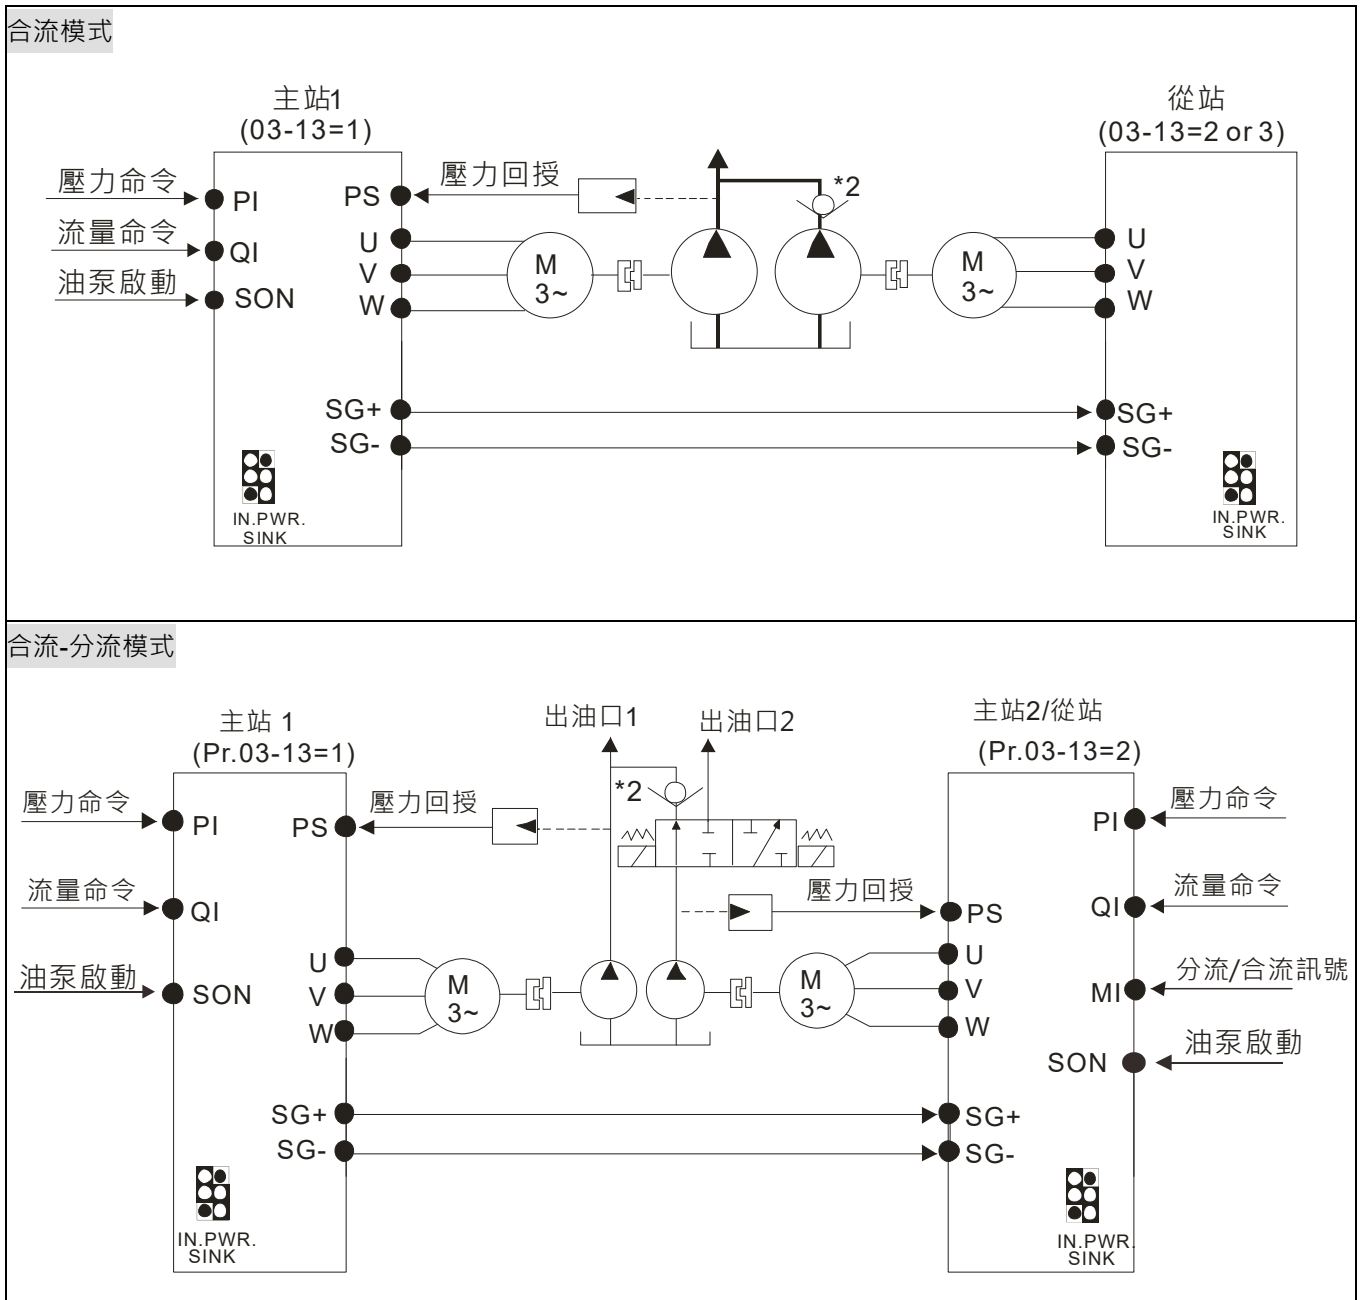 合流模式
主站1
(03-13=1)
從站
(03-13=2 or 3)
壓力命令
PI
PS
壓力回授
*2
流量命令
QI
U
V
W
M
3~
M
3~
U
V
W
油泵啟動
SON
SG+
SG-
SG+
SG-
IN.PWR.
SINK
IN.PWR.
SINK
合流-分流模式
主站 1
(Pr.03-13=1)
出油口1
出油口2
主站2/從站
(Pr.03-13=2)
壓力命令
PI
PS
壓力回授
*2
PI
壓力命令
流量命令
QI
壓力回授
PS
QI
流量命令
油泵啟動
SON
U
V
W
M
3~
M
3~
U
V
W
MI
分流/合流訊號
SON
油泵啟動
SG+
SG-
SG+
SG-
IN.PWR.
SINK
IN.PWR.
SINK